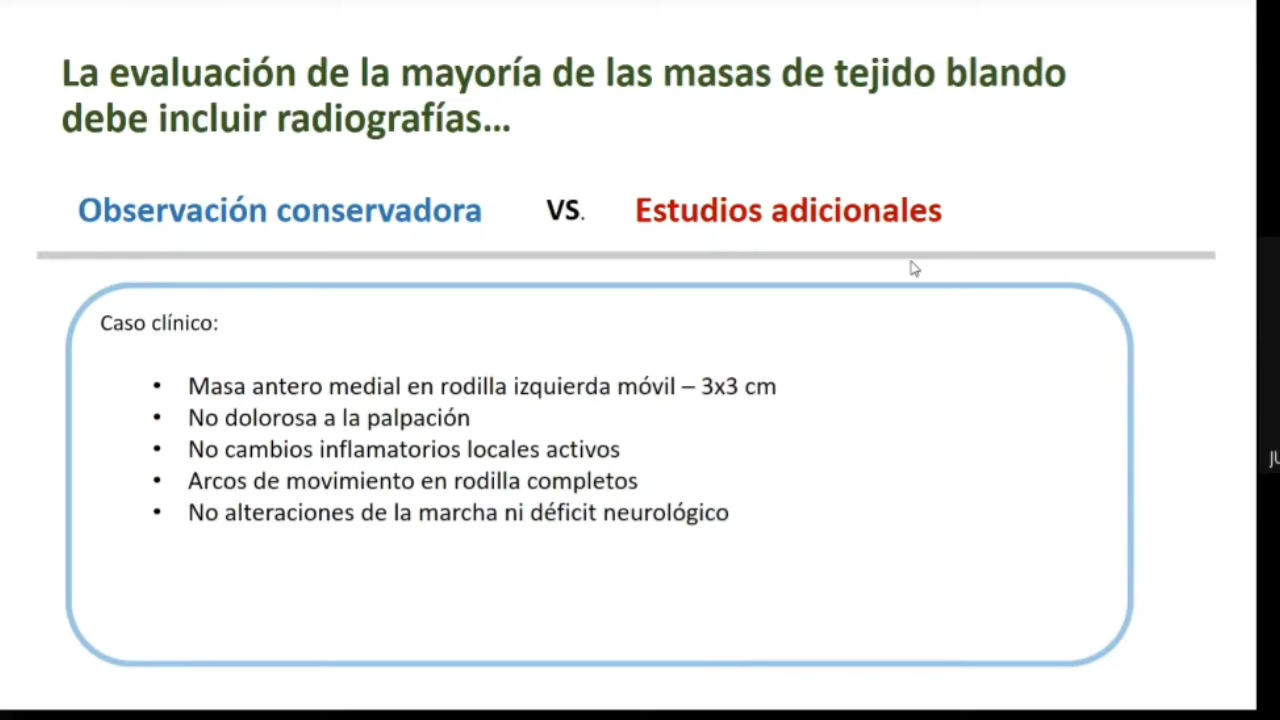 La evaluación de la mayoría de las masas de tejido blando
debe incluir radiografías...
Observación conservadora VS. Estudios adicionales
Caso clínico:
• Masa antero medial en rodilla izquierda móvil – 3x3 cm
• No dolorosa a la palpación
• No cambios inflamatorios locales activos
• Arcos de movimiento en rodilla completos
• No alteraciones de la marcha ni déficit neurológico